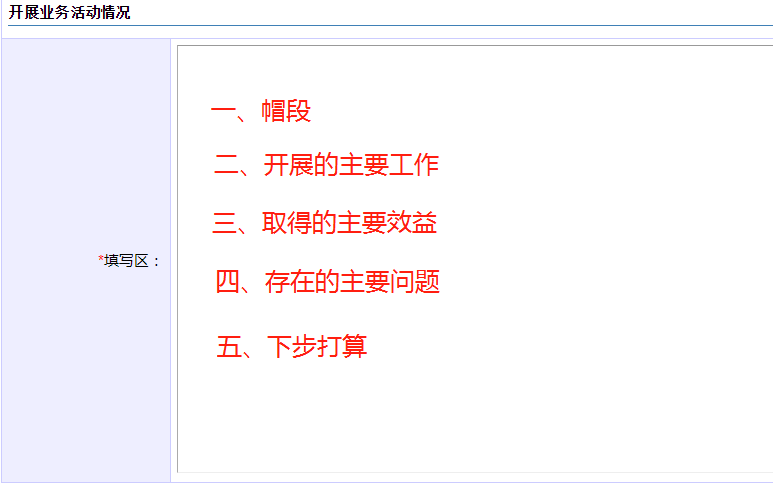 开展业务活动情况
一、帽段
二、开展的主要工作
三、取得的主要效益
*填写区：
四、存在的主要问题
五、下步打算